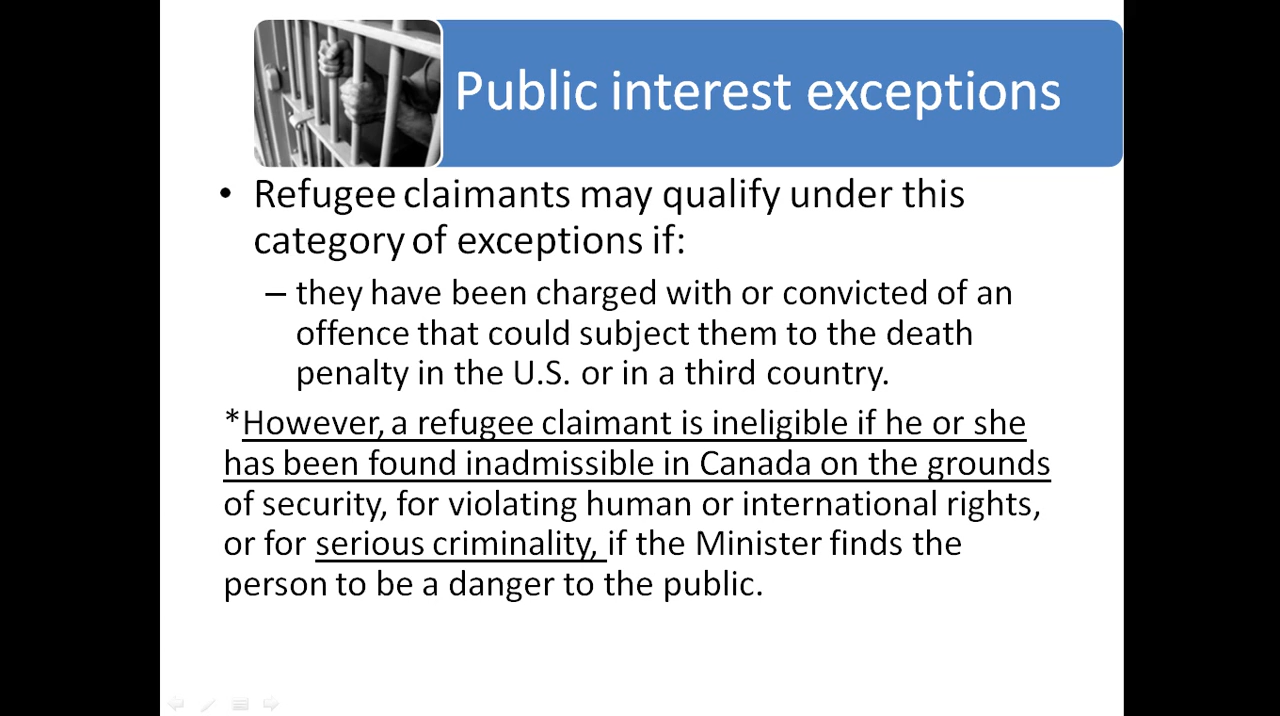 Public interest exceptions
• Refugee claimants may qualify under this
category of exceptions if:
– they have been charged with or convicted of an
offence that could subject them to the death
penalty in the U.S. or in a third country.
*However, a refugee claimant is ineligible if he or she
has been found inadmissible in Canada on the grounds
of security, for violating human or international rights,
or for serious criminality, if the Minister finds the
person to be a danger to the public.